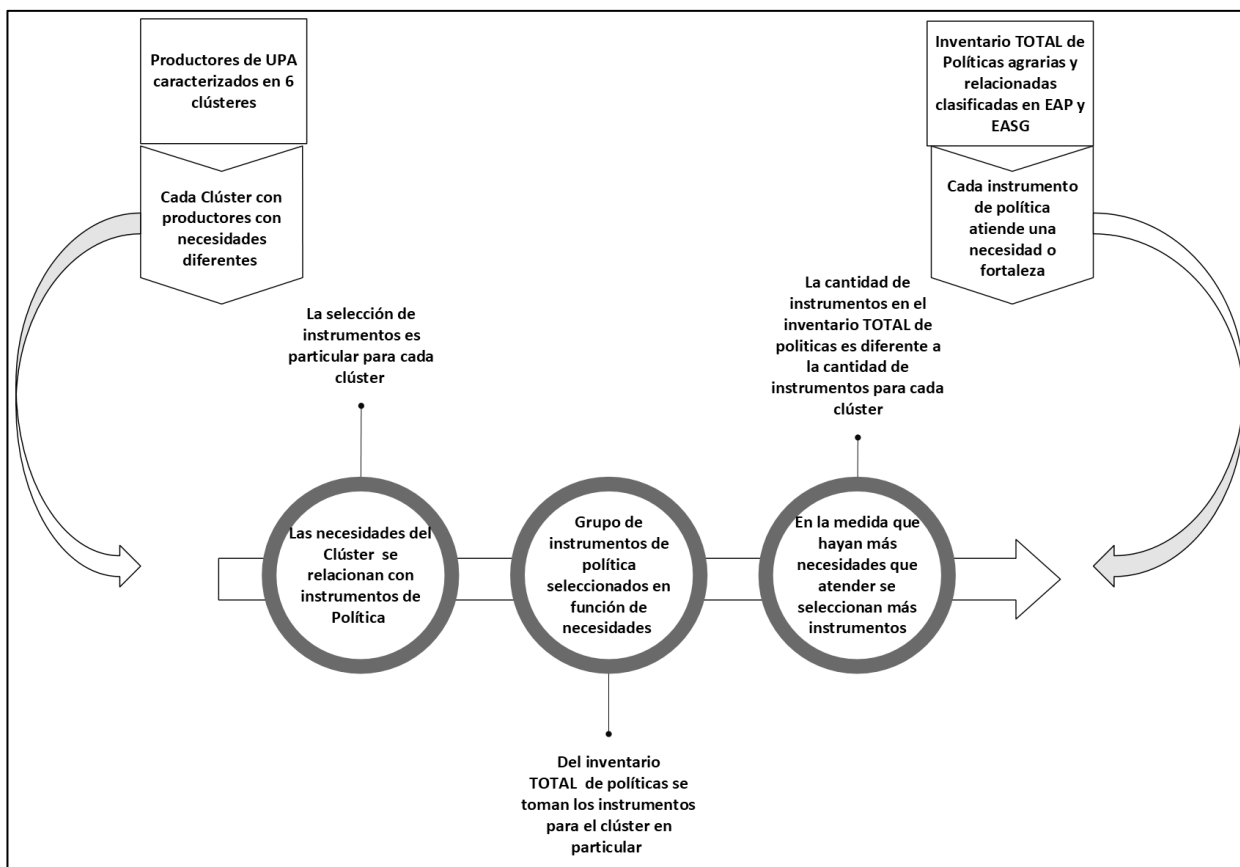 Productores de UPA
caracterizados en 6
clústeres
Cada Clúster con
productores con
necesidades
diferentes
Inventario TOTAL de
Políticas agrarias y
relacionadas
clasificadas en EAP y
EASG
Cada instrumento
de política
atiende una
necesidad o
fortaleza
La selección de
instrumentos es
particular para cada
clúster
La cantidad de
instrumentos en el
inventario TOTAL de
politicas es diferente a
la cantidad de
instrumentos para cada
clúster
Las necesidades del
Clúster se
relacionan con
instrumentos de
Política
Grupo de
instrumentos de
política
seleccionados en
función de
necesidades
En la medida que
hayan más
necesidades que
atender se
seleccionan más
instrumentos
Del inventario
TOTAL de políticas se
toman los instrumentos
para el clúster en
particular